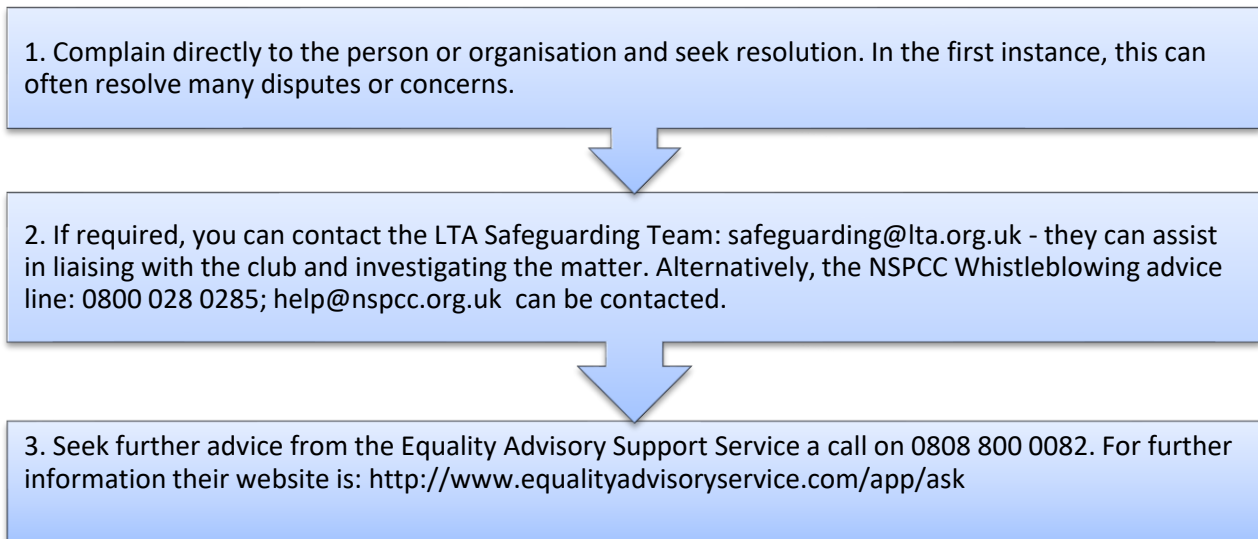 1. Complain directly to the person or organisation and seek resolution. In the first instance, this can
often resolve many disputes or concerns.
2. If required, you can contact the LTA Safeguarding Team: safeguarding@lta.org.uk - they can assist
in liaising with the club and investigating the matter. Alternatively, the NSPCC Whistleblowing advice
line: 0800 028 0285; help@nspcc.org.uk  can be contacted.
3. Seek further advice from the Equality Advisory Support Service a call on 0808 800 0082. For further
information their website is: http://www.equalityadvisoryservice.com/app/ask